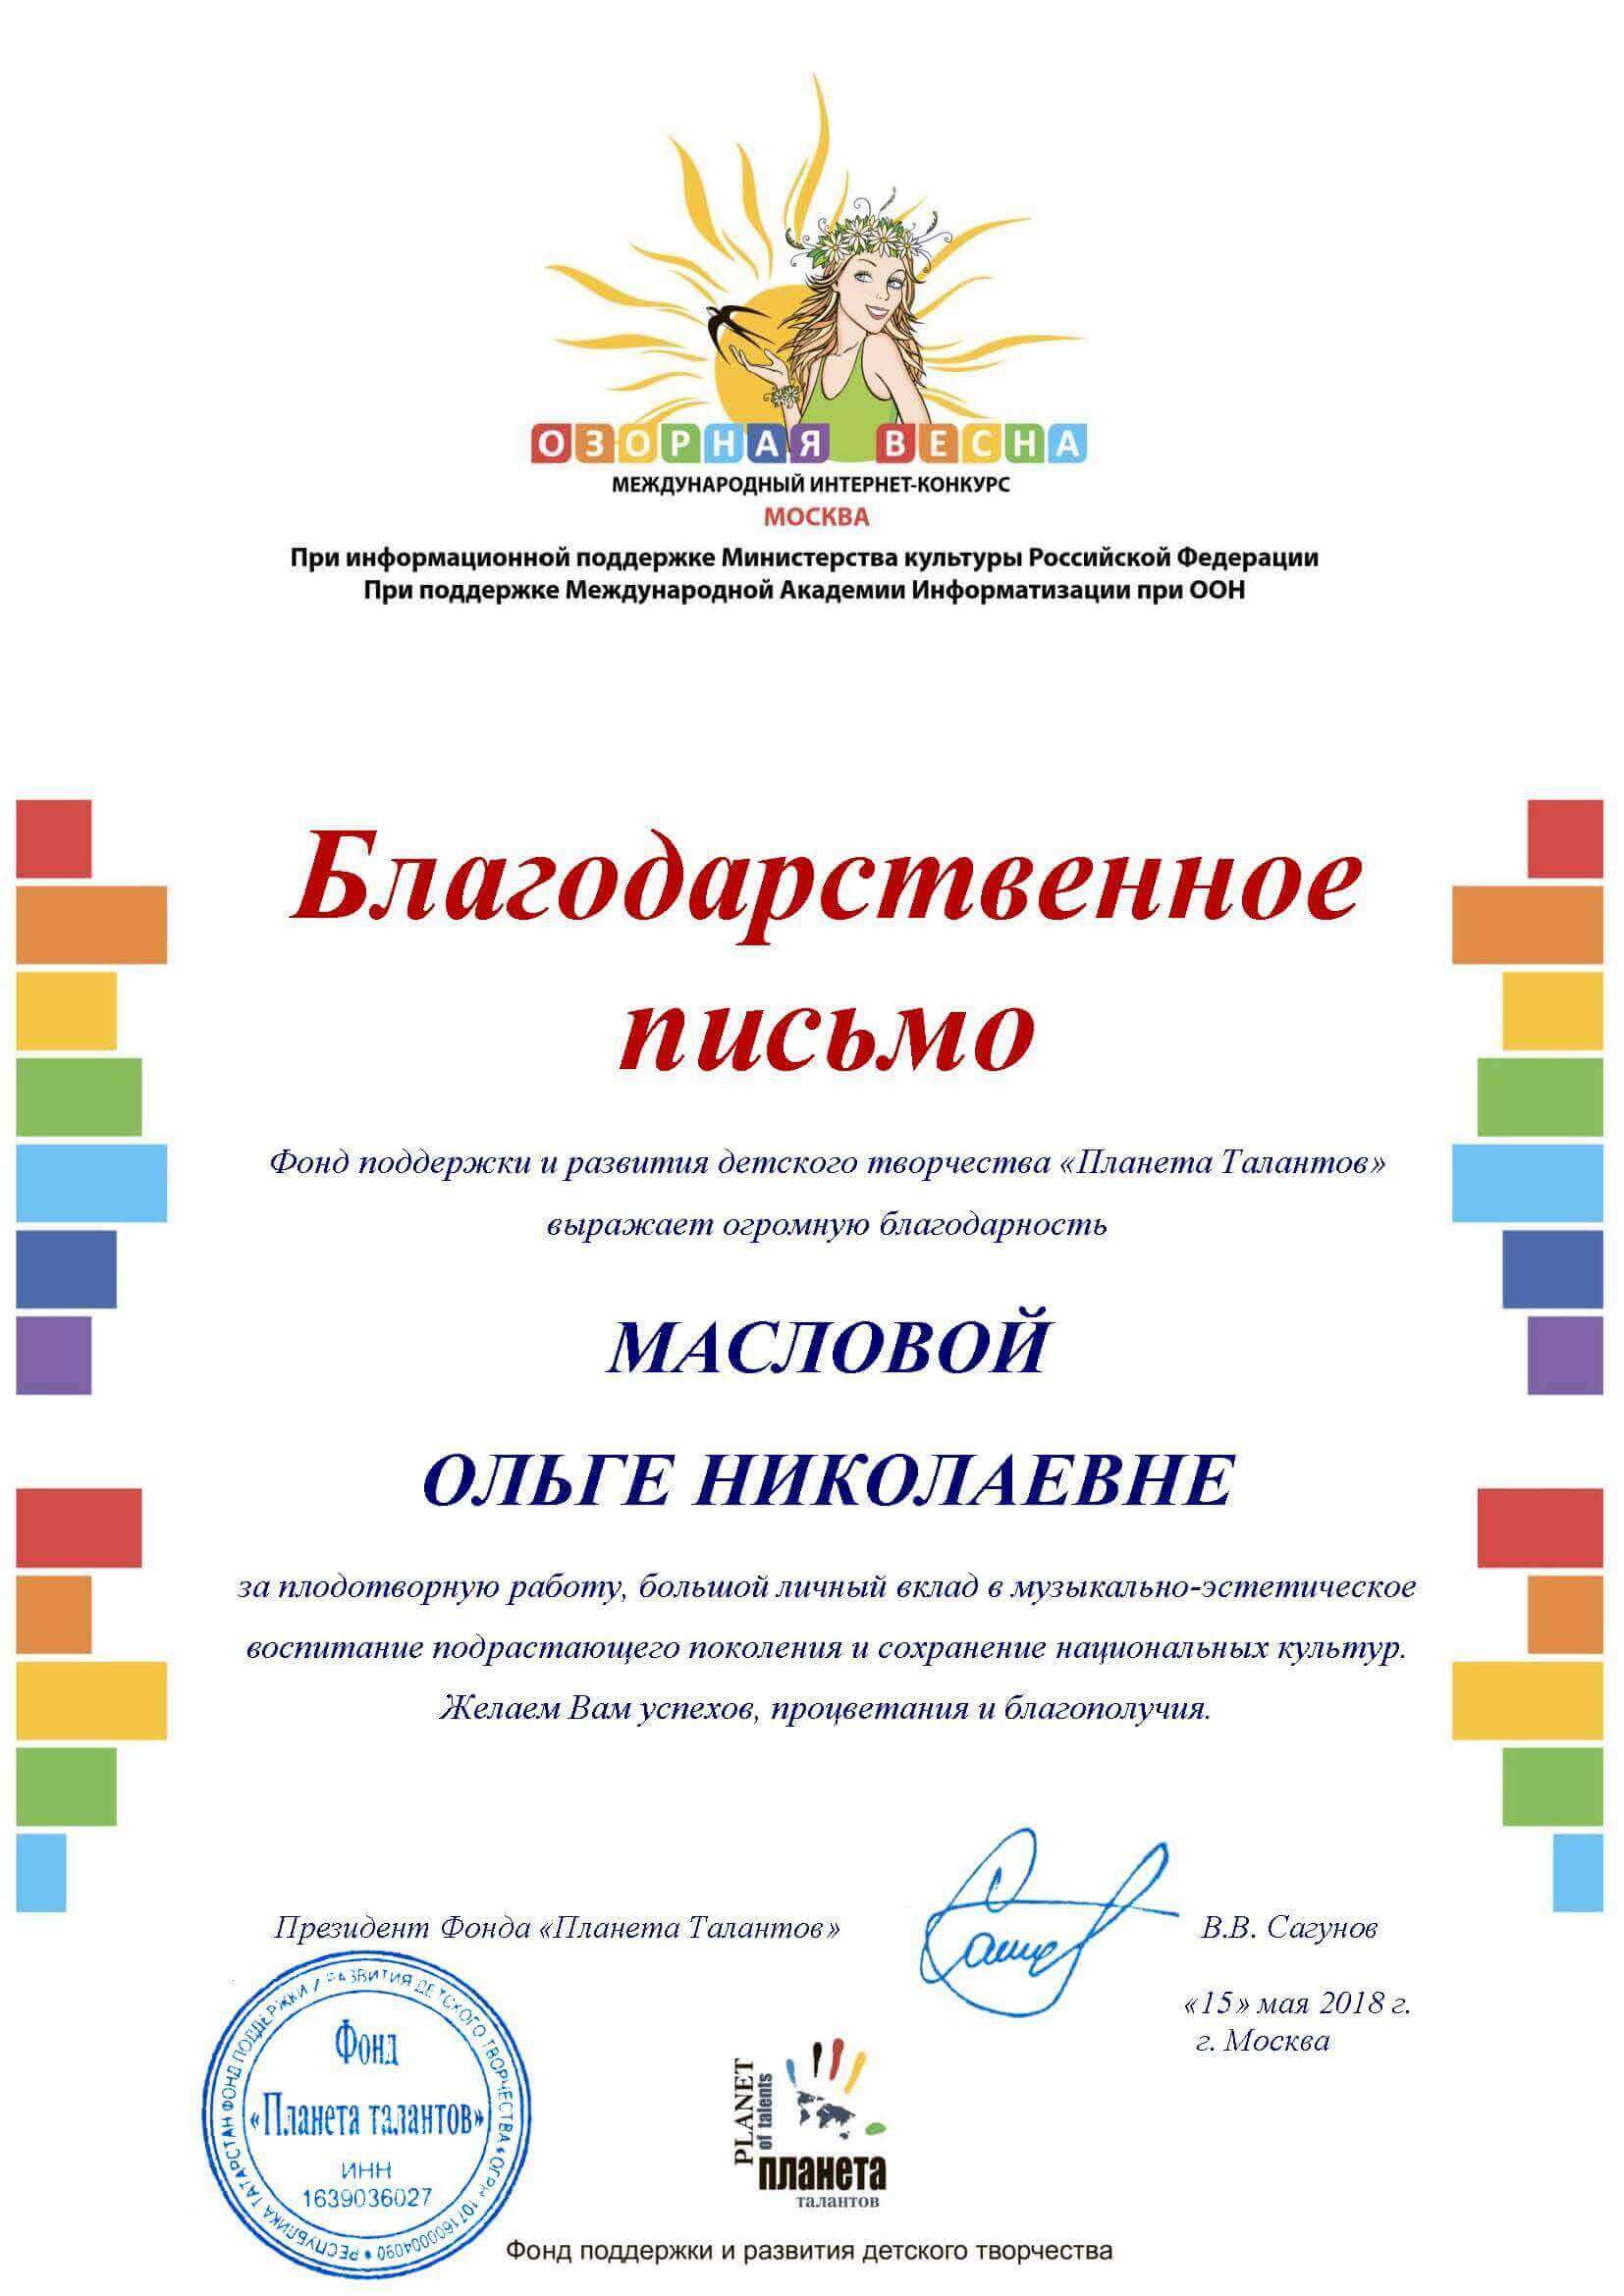 ОЗОРНАЯ ВЕСНА
МЕЖДУНАРОДНЫЙ ИНТЕРНЕТ-КОНКУРС
МОСКВА
При информационной поддержке Министерства культуры Российской Федерации
При поддержке Международной Академии Информатизации при ООН
Благодарственное
письмо
Фонд поддержки и развития детского творчества «Планета Талантов»
выражает огромную благодарность
МАСЛОВОЙ
ОЛЬГЕ НИКОЛАЕВНЕ
за плодотворную работу, большой личный вклад в музыкально-эстетическое
воспитание подрастающего поколения и сохранение национальных культур.
Желаем Вам успехов, процветания и благополучия.
Президент Фонда «Планета Талантов»
В.В. Сагунов
«15» мая 2018 г.
г. Москва
РЕСПУБЛИКА ТАТАРСТАН ФОНД ПОДДЕРЖКИ И РАЗВИТИЯ ДЕТСКОГО ТВОРЧЕСТВА ОГРН 1071600004090
Фонд
«Планета талантов»
ИНН
1639036027
PLANET
of talents
планета
талантов
Фонд поддержки и развития детского творчества